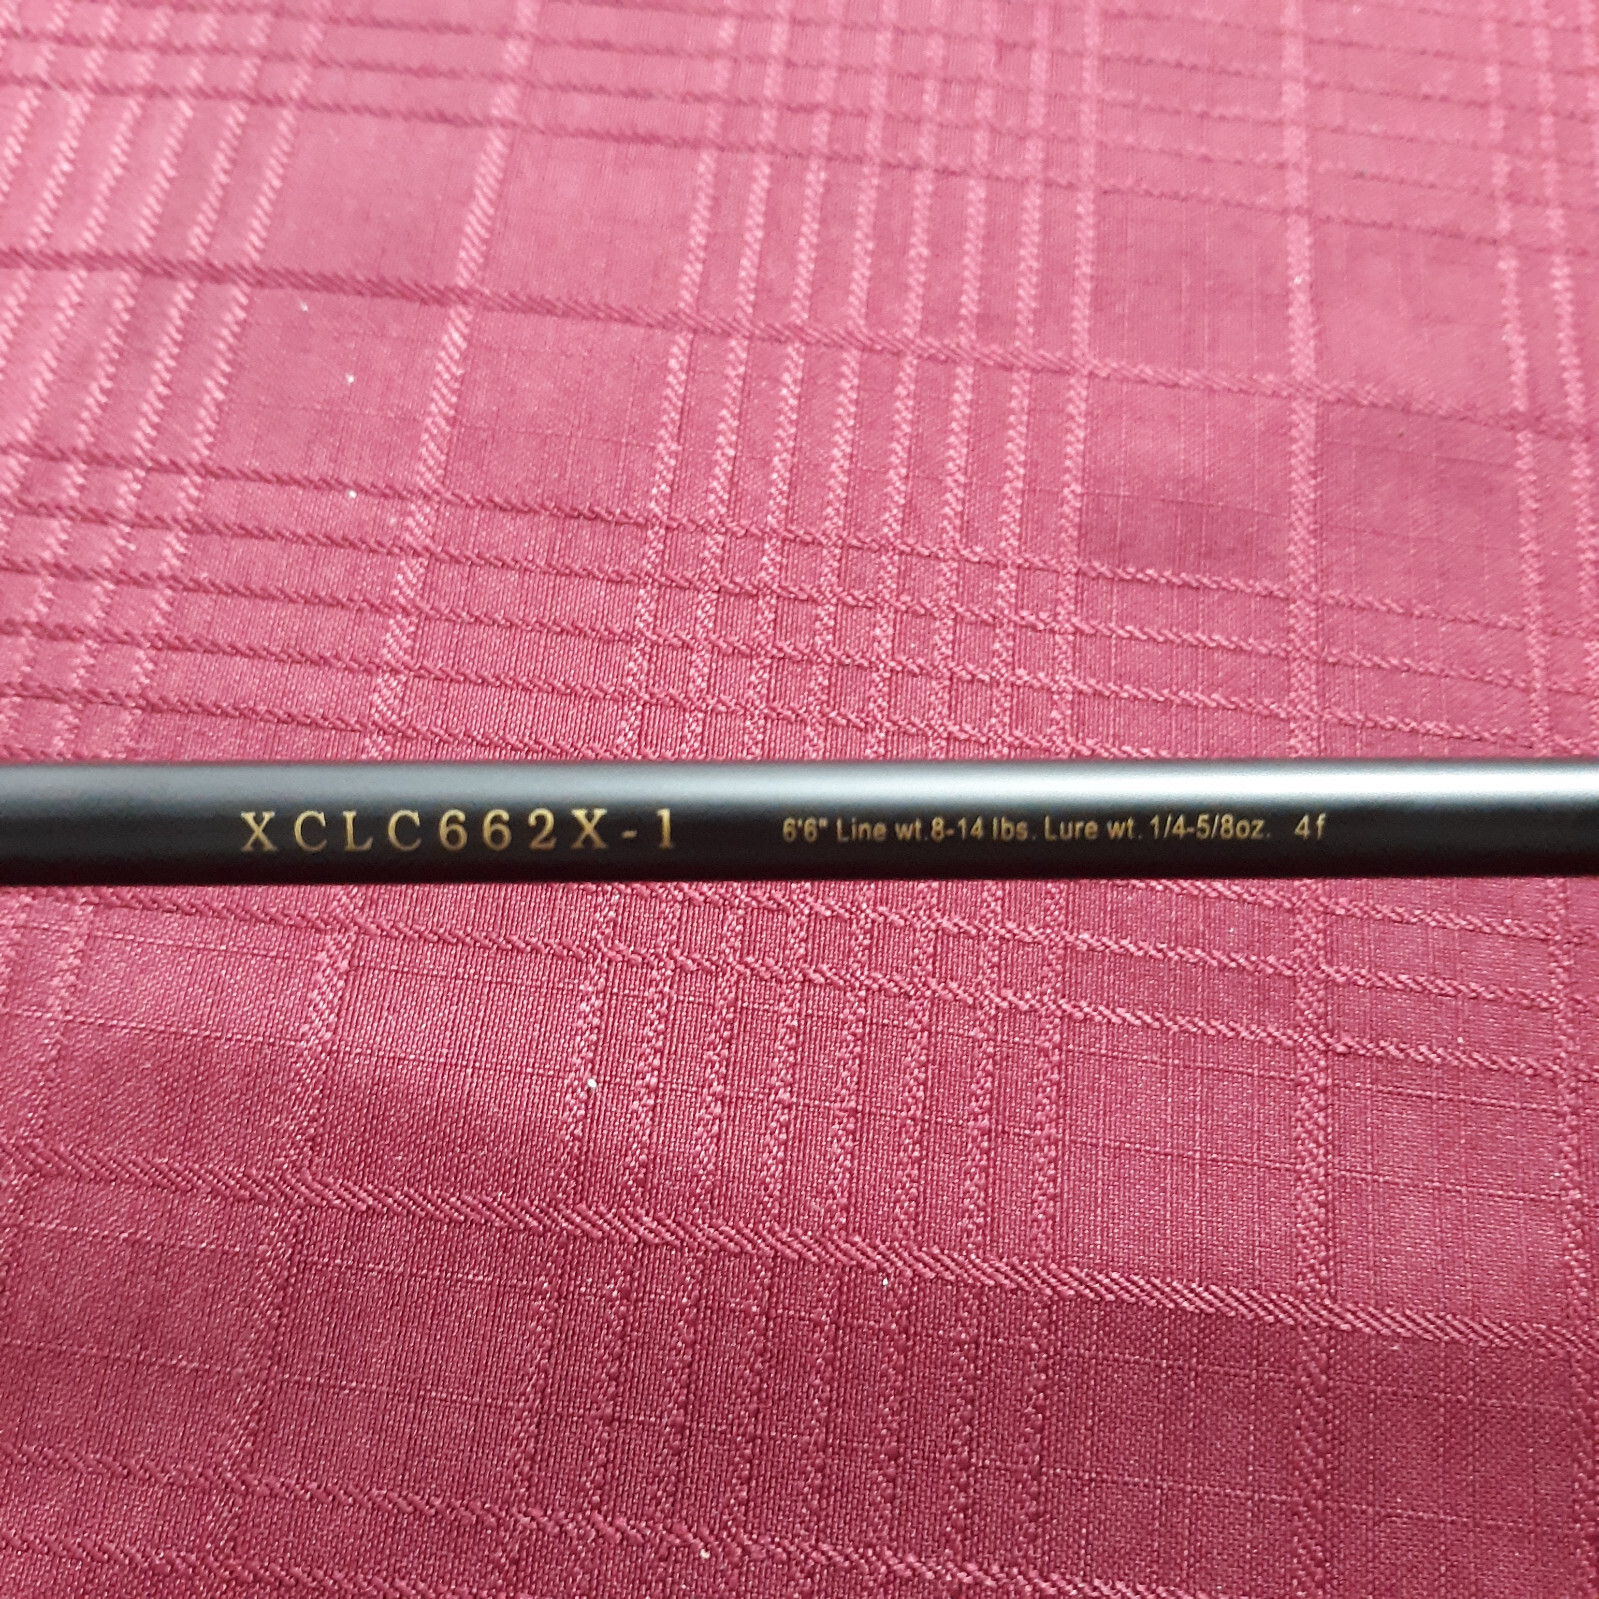 XCLC662X-1 6'6" Line wt.8-14 lbs. Lure wt. 1/4-5/8oz. 4f